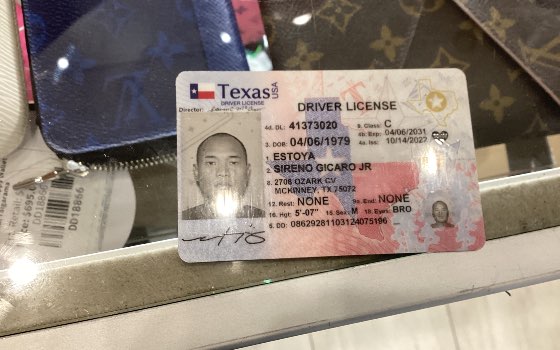 Texas USA
DRIVER LICENSE
Director:
DRIVER LICENSE
4d. DL: 41373020 9. Class: C
3. DOB: 04/06/1979 4b. Exp: 04/06/2031
4a. Iss: 10/14/2022
1. ESTOYA
2. SIRENO GICARO JR
8. 2708 OZARK CV
MCKINNEY, TX 75072
12. Rest: NONE 9a. End: NONE
16. Hgt: 5'-07" 15. Sex: M 18. Eyes: BRO
5. DD: 08629281103124075196
D018866